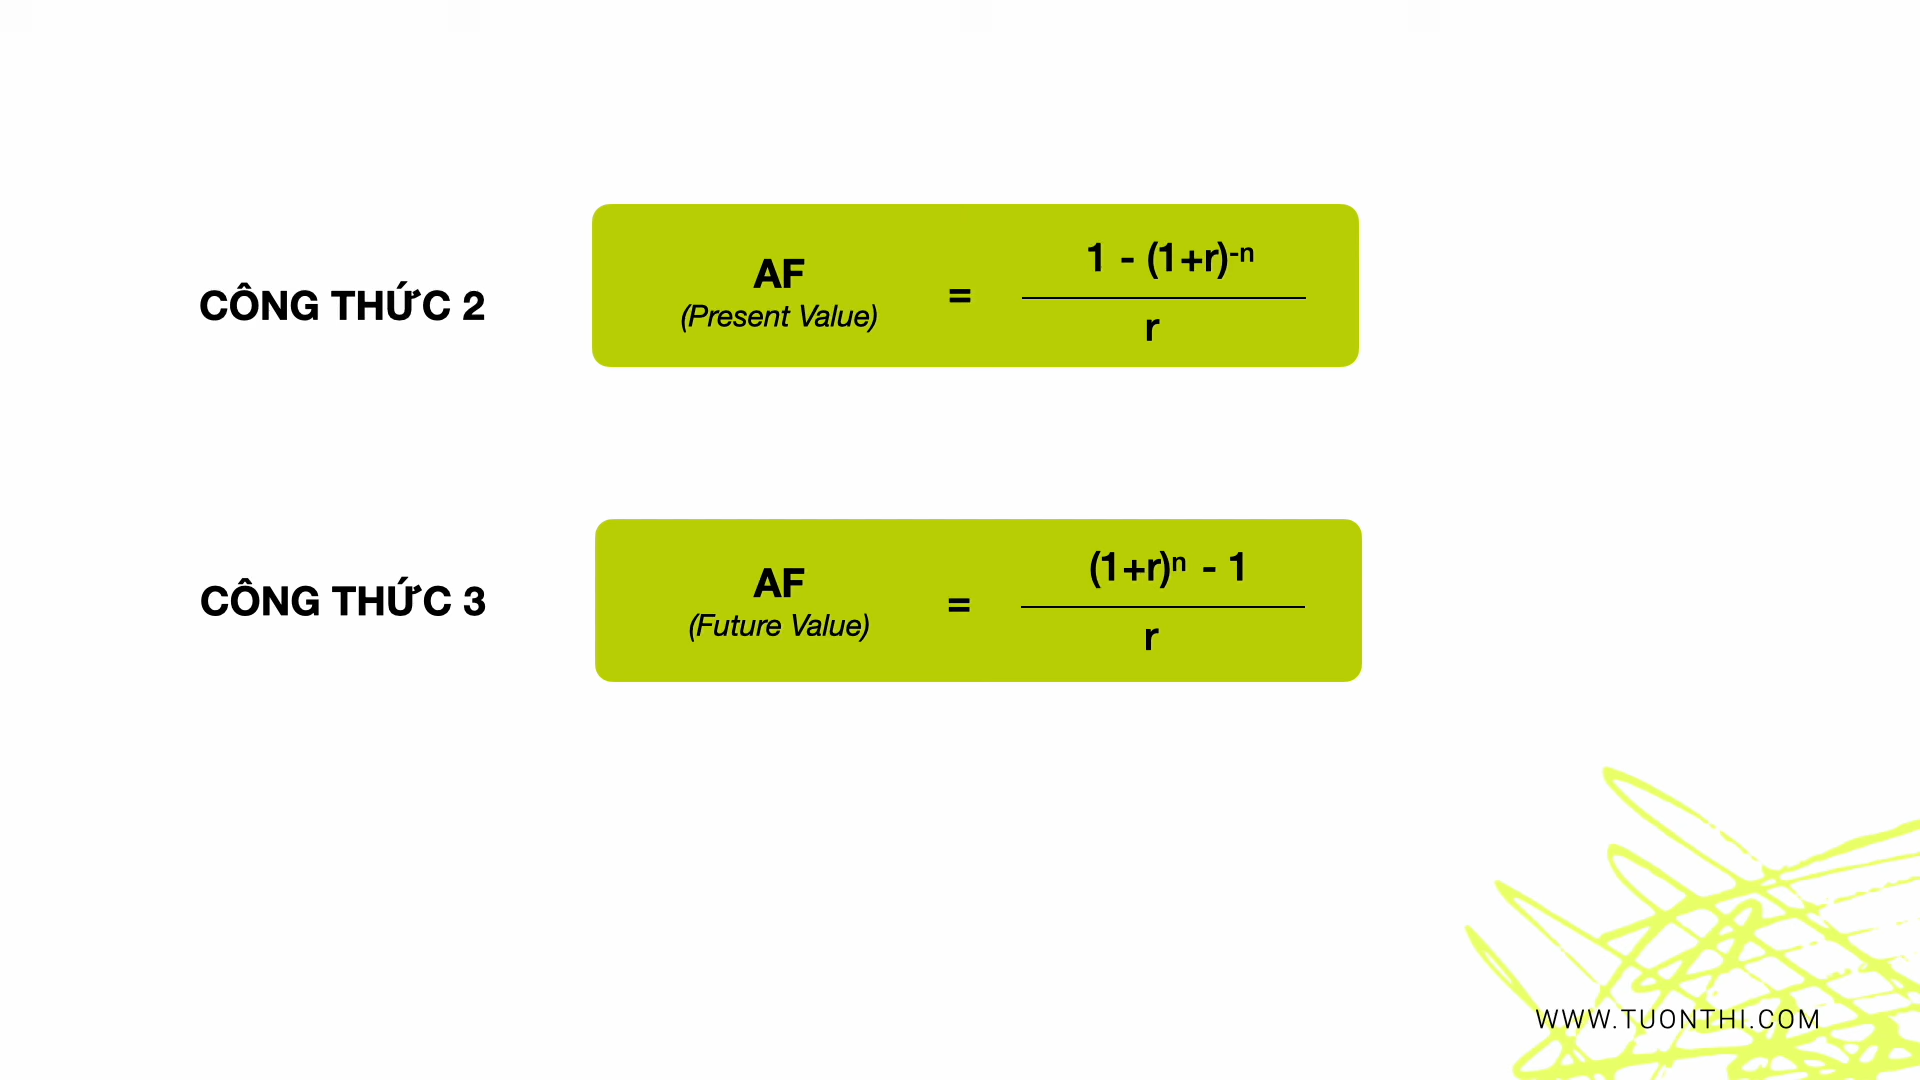 CÔNG THỨC 2
AF
(Present Value)
=
1 - (1+r)⁻ⁿ
r
CÔNG THỨC 3
AF
(Future Value)
=
(1+r)ⁿ - 1
r
WWW.TUONTHI.COM